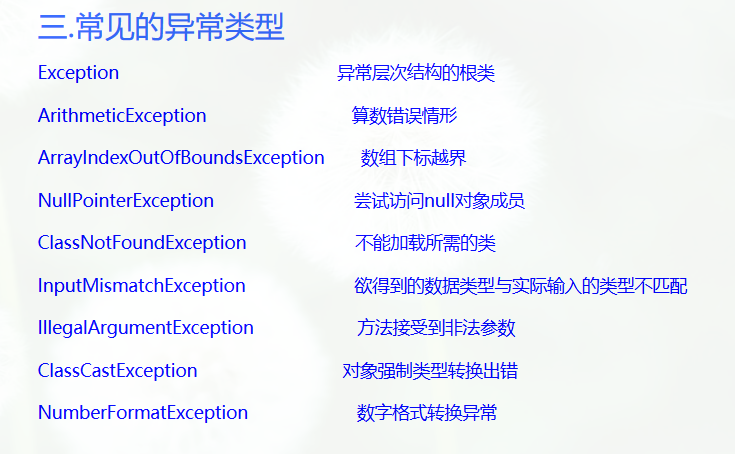 三.常见的异常类型
Exception 异常层次结构的根类
ArithmeticException 算数错误情形
ArrayIndexOutOfBoundsException 数组下标越界
NullPointerException 尝试访问null对象成员
ClassNotFoundException 不能加载所需的类
InputMismatchException 欲得到的数据类型与实际输入的类型不匹配
IllegalArgumentException 方法接受到非法参数
ClassCastException 对象强制类型转换出错
NumberFormatException 数字格式转换异常